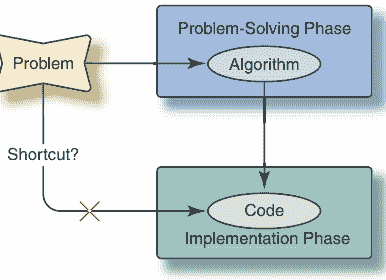 Problem-Solving Phase
Problem
Algorithm
Shortcut?
Code
Implementation Phase